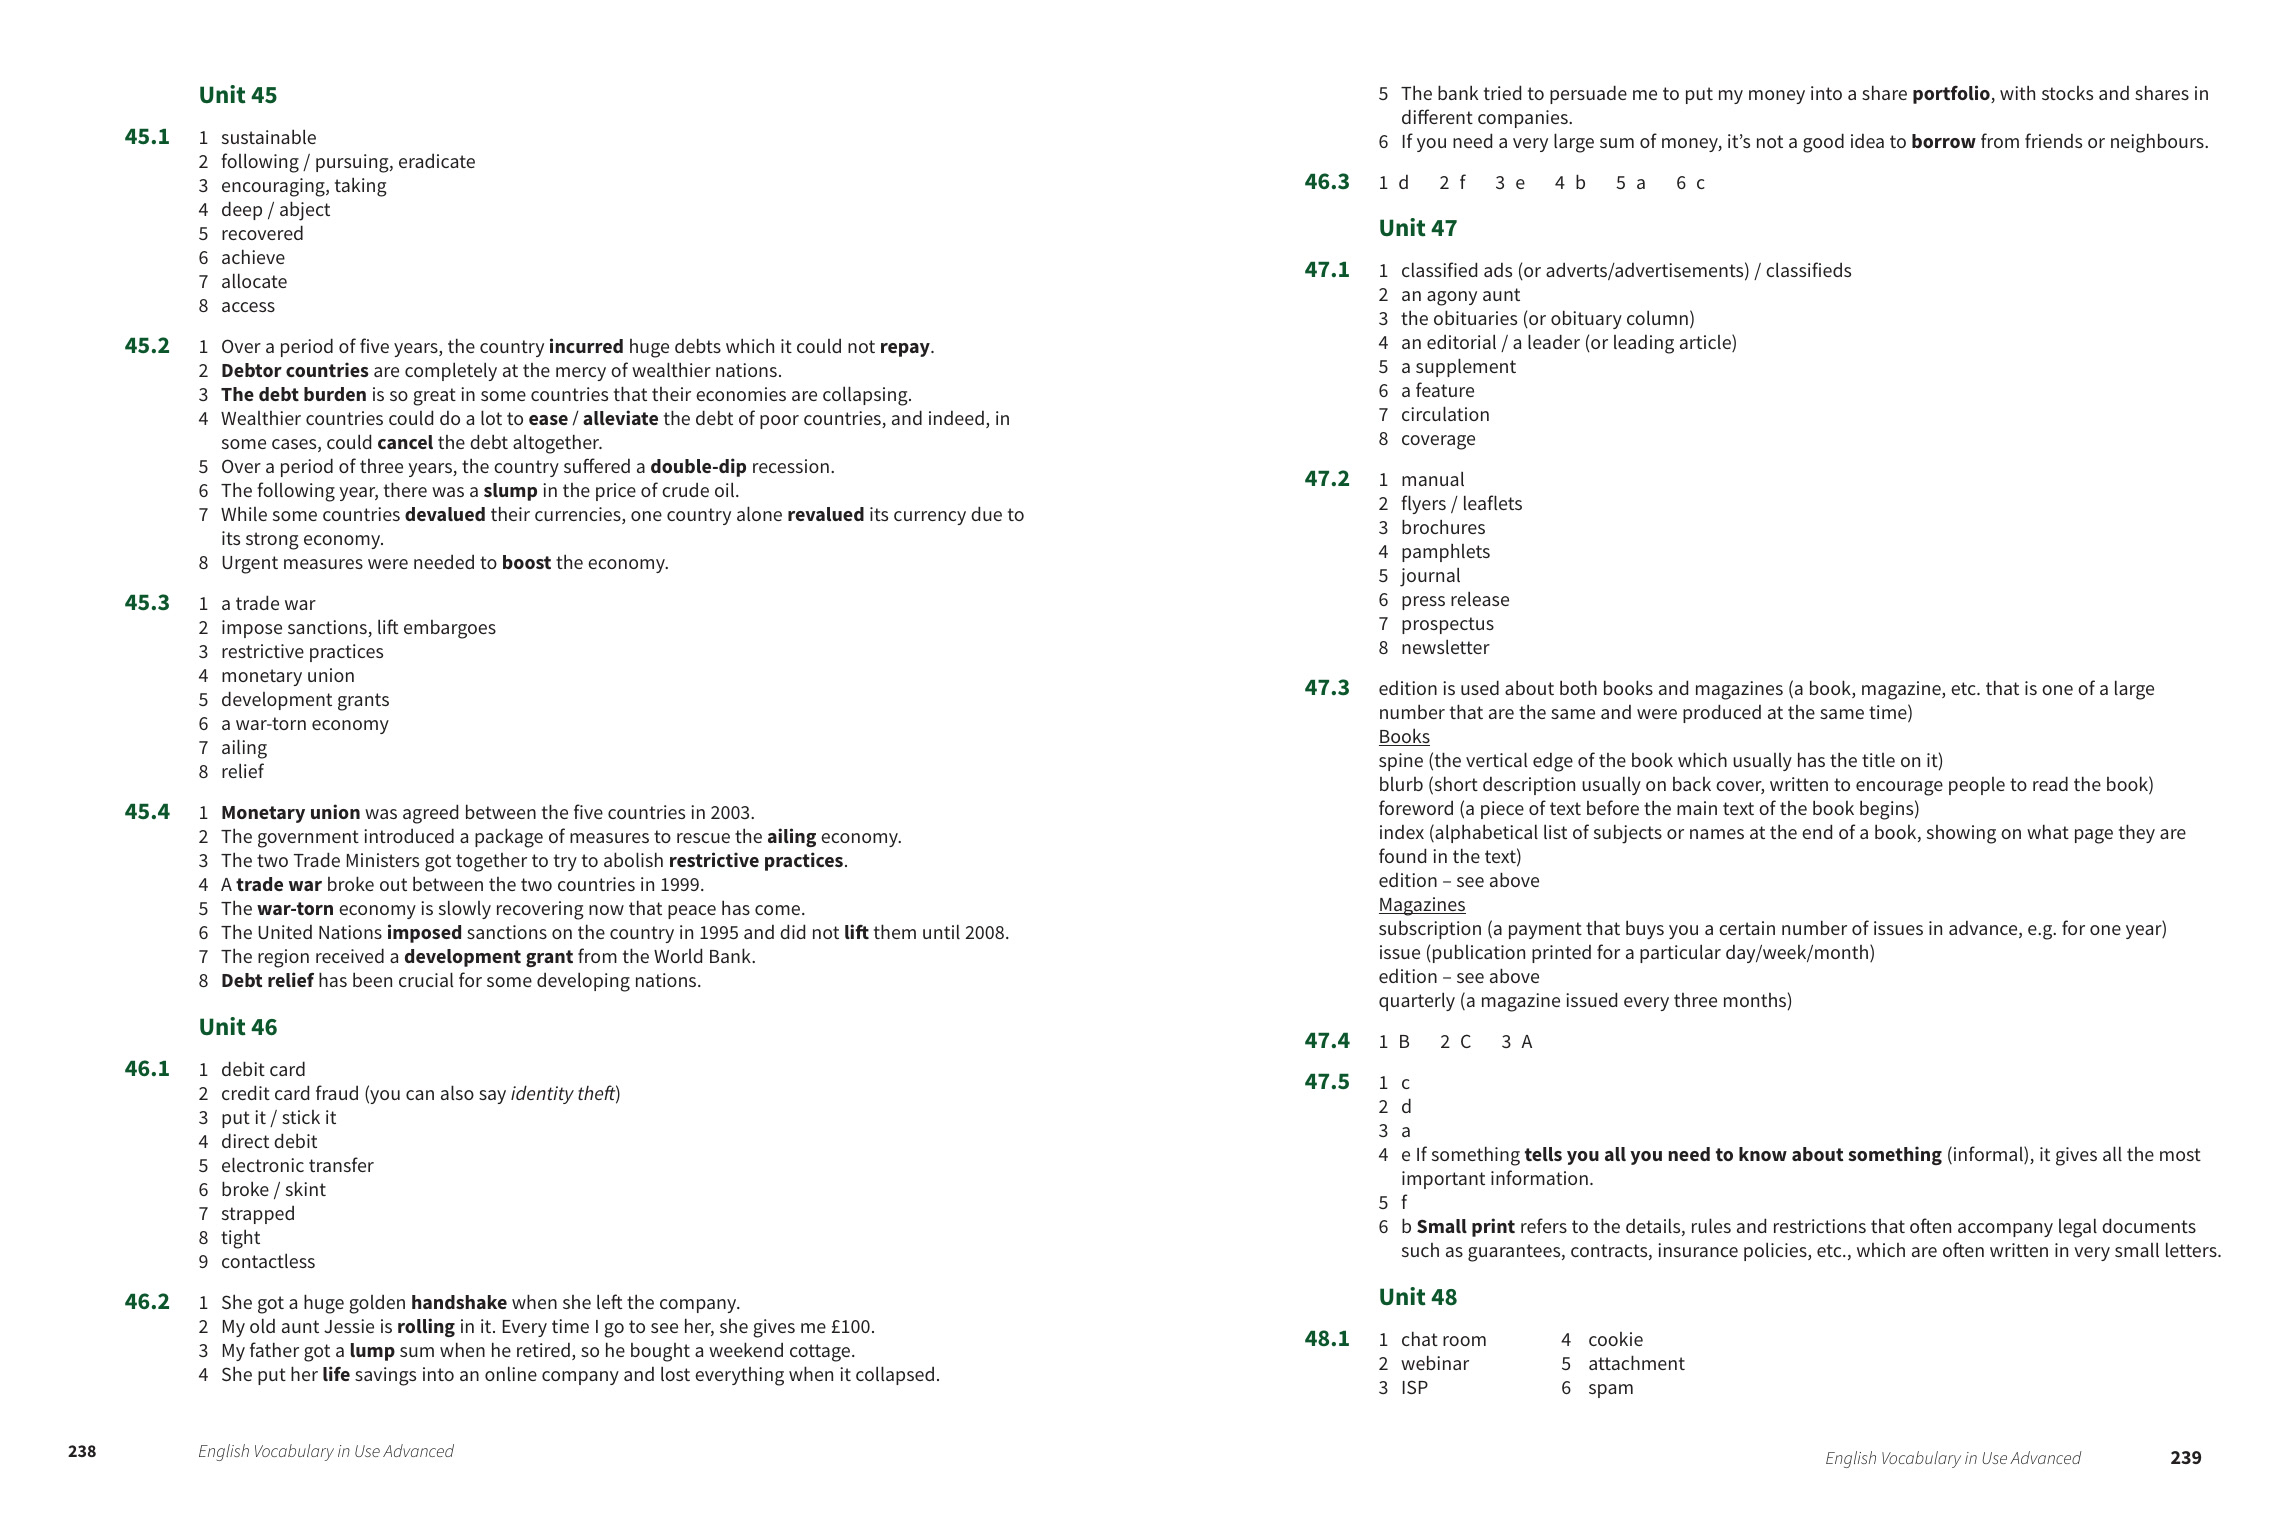 Unit 45
45.1 1 sustainable
2 following / pursuing, eradicate
3 encouraging, taking
4 deep / abject
5 recovered
6 achieve
7 allocate
8 access
45.2 1 Over a period of five years, the country incurred huge debts which it could not repay.
2 Debtor countries are completely at the mercy of wealthier nations.
3 The debt burden is so great in some countries that their economies are collapsing.
4 Wealthier countries could do a lot to ease / alleviate the debt of poor countries, and indeed, in
some cases, could cancel the debt altogether.
5 Over a period of three years, the country suffered a double-dip recession.
6 The following year, there was a slump in the price of crude oil.
7 While some countries devalued their currencies, one country alone revalued its currency due to
its strong economy.
8 Urgent measures were needed to boost the economy.
45.3 1 a trade war
2 impose sanctions, lift embargoes
3 restrictive practices
4 monetary union
5 development grants
6 a war-torn economy
7 ailing
8 relief
45.4 1 Monetary union was agreed between the five countries in 2003.
2 The government introduced a package of measures to rescue the ailing economy.
3 The two Trade Ministers got together to try to abolish restrictive practices.
4 A trade war broke out between the two countries in 1999.
5 The war-torn economy is slowly recovering now that peace has come.
6 The United Nations imposed sanctions on the country in 1995 and did not lift them until 2008.
7 The region received a development grant from the World Bank.
8 Debt relief has been crucial for some developing nations.
Unit 46
46.1 1 debit card
2 credit card fraud (you can also say identity theft)
3 put it / stick it
4 direct debit
5 electronic transfer
6 broke / skint
7 strapped
8 tight
9 contactless
46.2 1 She got a huge golden handshake when she left the company.
2 My old aunt Jessie is rolling in it. Every time I go to see her, she gives me £100.
3 My father got a lump sum when he retired, so he bought a weekend cottage.
4 She put her life savings into an online company and lost everything when it collapsed.
238 English Vocabulary in Use Advanced
5 The bank tried to persuade me to put my money into a share portfolio, with stocks and shares in
different companies.
6 If you need a very large sum of money, it’s not a good idea to borrow from friends or neighbours.
46.3 1 d 2 f 3 e 4 b 5 a 6 c
Unit 47
47.1 1 classified ads (or adverts/advertisements) / classifieds
2 an agony aunt
3 the obituaries (or obituary column)
4 an editorial / a leader (or leading article)
5 a supplement
6 a feature
7 circulation
8 coverage
47.2 1 manual
2 flyers / leaflets
3 brochures
4 pamphlets
5 journal
6 press release
7 prospectus
8 newsletter
47.3 edition is used about both books and magazines (a book, magazine, etc. that is one of a large
number that are the same and were produced at the same time)
Books
spine (the vertical edge of the book which usually has the title on it)
blurb (short description usually on back cover, written to encourage people to read the book)
foreword (a piece of text before the main text of the book begins)
index (alphabetical list of subjects or names at the end of a book, showing on what page they are
found in the text)
edition – see above
Magazines
subscription (a payment that buys you a certain number of issues in advance, e.g. for one year)
issue (publication printed for a particular day/week/month)
edition – see above
quarterly (a magazine issued every three months)
47.4 1 B 2 C 3 A
47.5 1 c
2 d
3 a
4 e If something tells you all you need to know about something (informal), it gives all the most
important information.
5 f
6 b Small print refers to the details, rules and restrictions that often accompany legal documents
such as guarantees, contracts, insurance policies, etc., which are often written in very small letters.
Unit 48
48.1 1 chat room 4 cookie
2 webinar 5 attachment
3 ISP 6 spam
English Vocabulary in Use Advanced 239